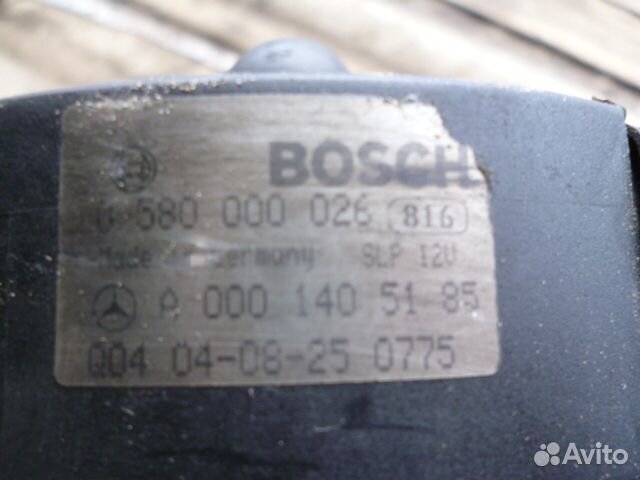 BOSCH
0 580 000 026 816
Made in Germany SLP 12V
A 000 140 51 85
Q04 04-08-25 0775
Avito